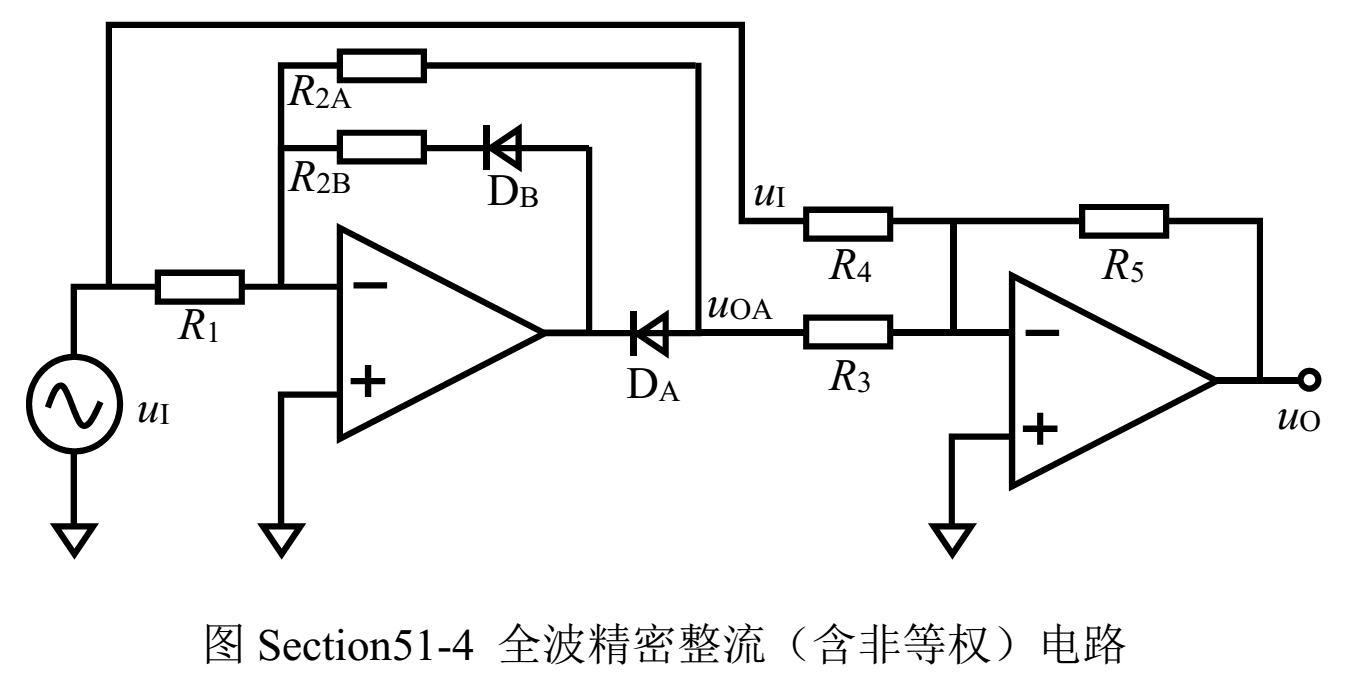 R2A
R2B
DB
uI
R4
R5
R1
uOA
DA
R3
uI
uO
− + − +
图 Section51-4 全波精密整流（含非等权）电路